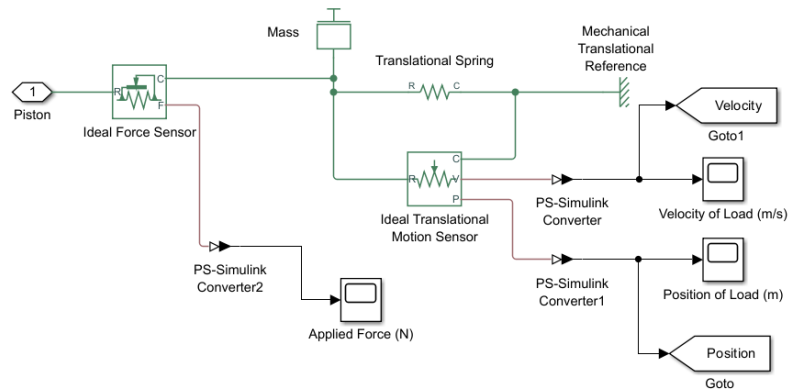 Mass
Mechanical
Translational
Reference
Translational Spring
R
C
1
Piston
R
C
F
Ideal Force Sensor
Velocity
Goto1
R
C
V
P
Ideal Translational
Motion Sensor
PS-Simulink
Converter
Velocity of Load (m/s)
PS-Simulink
Converter2
PS-Simulink
Converter1
Position of Load (m)
Applied Force (N)
Position
Goto